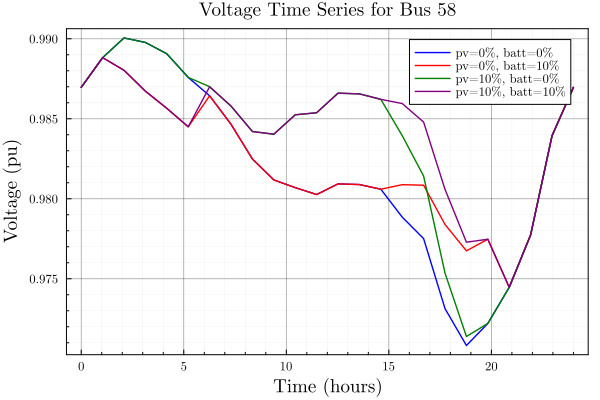 Voltage Time Series for Bus 58
Voltage (pu)
0.990
0.985
0.980
0.975
pv=0%, batt=0%
pv=0%, batt=10%
pv=10%, batt=0%
pv=10%, batt=10%
0 5 10 15 20
Time (hours)